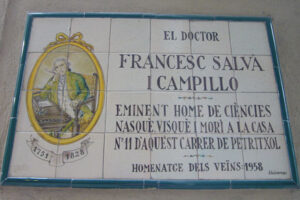 EL DOCTOR
FRANCESC SALVA
I CAMPILLO
EMINENT HOME DE CIÈNCIES
NASQUÉ VISQUÉ I MORÍ A LA CASA
Nº 11 D'AQUEST CARRER DE PETRITXOL
HOMENATGE DELS VEÏNS-1958
1751 1828